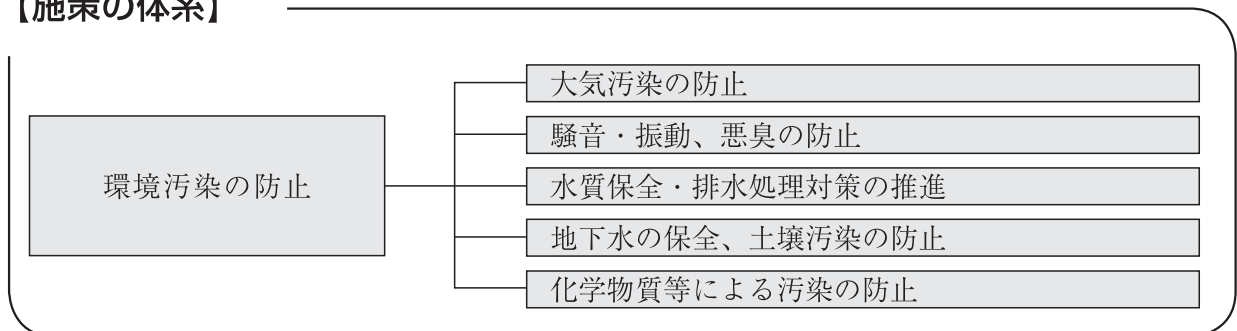 【施策の体系】
大気汚染の防止
騒音・振動、悪臭の防止
環境汚染の防止
水質保全・排水処理対策の推進
地下水の保全、土壌汚染の防止
化学物質等による汚染の防止